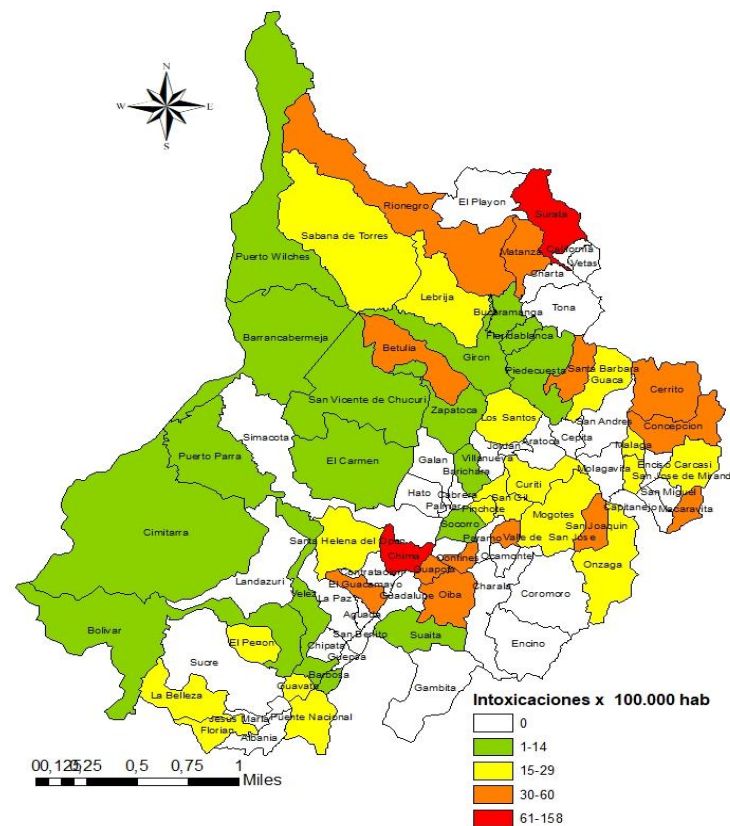 N
W E
S
El Playon
Surata
Rionegro
Sabana de Torres
California
Matanza
Vetas
Charta
Puerto Wilches
Lebrija
Tona
Bucaramanga
Barrancabermeja
Floridablanca
Betulia
Giron
Piedecuesta
Santa Barbara
Guaca
Cerrito
San Vicente de Chucuri
Zapatoca
Los Santos
San Andres
Concepcion
Simacota
Jordan
Aratoca
Cepita
Malaga
Puerto Parra
El Carmen
Galan
Villanueva
Barichara
Molagavita
Enciso
Carcasi
San Jose de Mirand
Hato
Cabrera
Curiti
San Miguel
Palmar
San Gil
Pinchote
Mogotes
Capitanejo
Macaravita
Cimitarra
Socorro
San Joaquin
Santa Helena del Opon
Chima
Confines
Paramo
Valle de San Jose
Ocamonte
Onzaga
Contratacion
Guapota
Landazuri
Velez
El Guacamayo
Guadalupe
Oiba
Charala
Coromoro
La Paz
Aguada
Bolivar
El Penon
San Benito
Suaita
Chipata
Encino
Sucre
Guepsa
Barbosa
Gambita
La Belleza
Guavata
Jesus Maria
Puente Nacional
Florian
Albania
Intoxicaciones x 100.000 hab
0
1-14
15-29
30-60
61-158
0,5 0,75 1
Miles